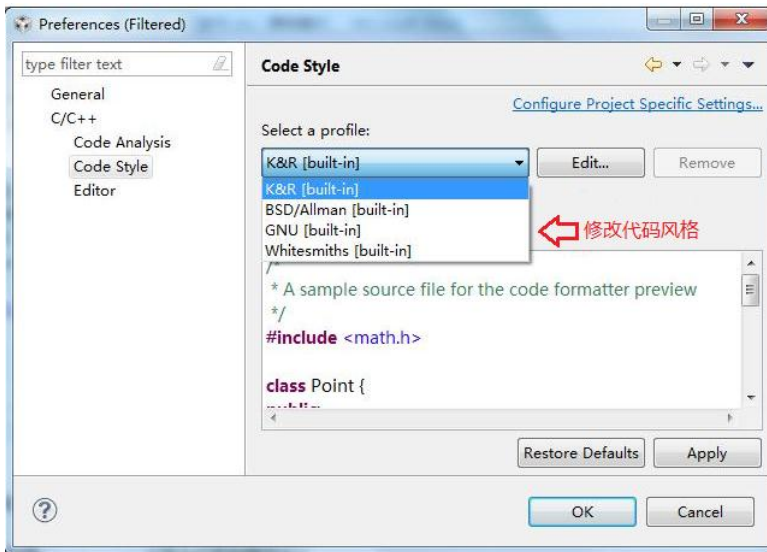 Preferences (Filtered)
type filter text
General
C/C++
Code Analysis
Code Style
Editor
Code Style
Configure Project Specific Settings...
Select a profile:
K&R [built-in]
Edit...
Remove
K&R [built-in]
BSD/Allman [built-in]
GNU [built-in]
Whitesmiths [built-in]
修改代码风格
/*
* A sample source file for the code formatter preview
*/
#include <math.h>
class Point {
Restore Defaults
Apply
OK
Cancel